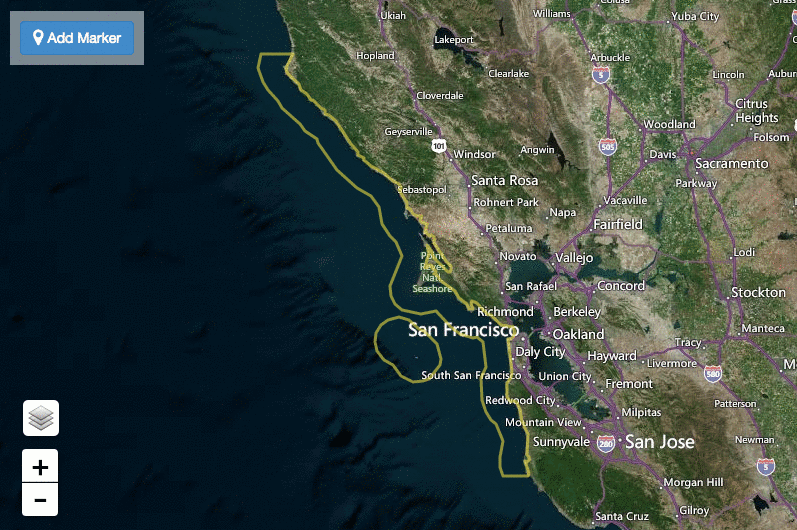 Add Marker
Ukiah
Williams
Colusa
Yuba City
Hopland
Lakeport
Arbuckle
5
Lincoln
Auburn
Clearlake
Cloverdale
Citrus
Heights
Geyserville
Woodland
Folsom
101
Windsor
Angwin
505
Davis
Sacramento
Parkway
Santa Rosa
Sebastopol
Rohnert Park
Vacaville
Napa
Fairfield
Petaluma
Point
Reyes
Natl
Seashore
Novato
Vallejo
Lodi
San Rafael
Concord
Stockton
Richmond
Berkeley
San Francisco
Oakland
Manteca
Daly City
Hayward
Tracy
Livermore
South San Francisco
Union City
580
Fremont
Redwood City
Milpitas
Patterson
Mountain View
Sunnyvale
280
San Jose
Newman
5
Morgan Hill
Santa Cruz
Gilroy
+
-